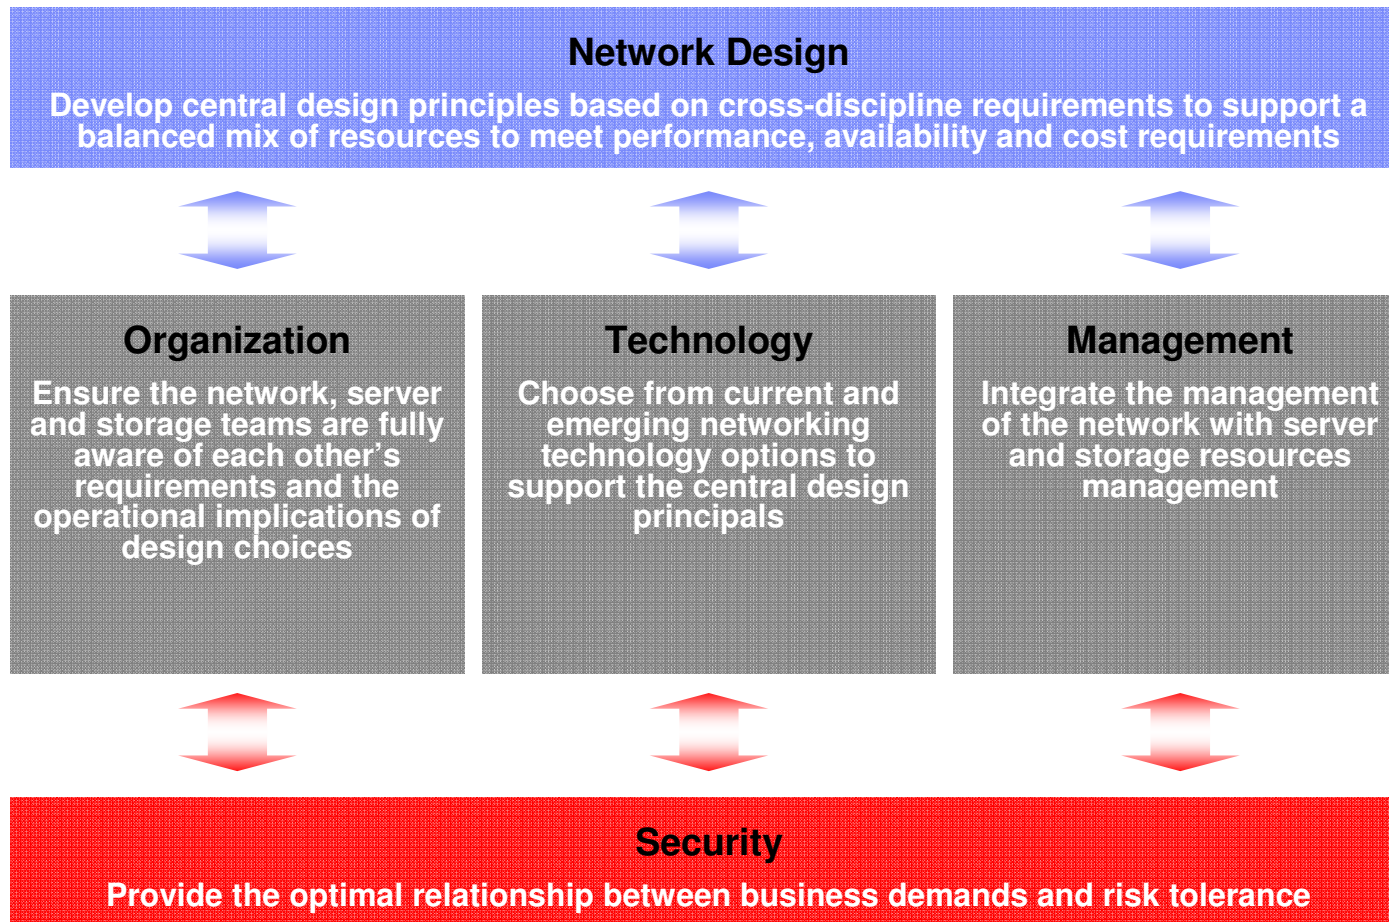 Network Design
Develop central design principles based on cross-discipline requirements to support a
balanced mix of resources to meet performance, availability and cost requirements
Organization
Ensure the network, server
and storage teams are fully
aware of each other’s
requirements and the
operational implications of
design choices
Technology
Choose from current and
emerging networking
technology options to
support the central design
principals
Management
Integrate the management
of the network with server
and storage resources
management
Security
Provide the optimal relationship between business demands and risk tolerance